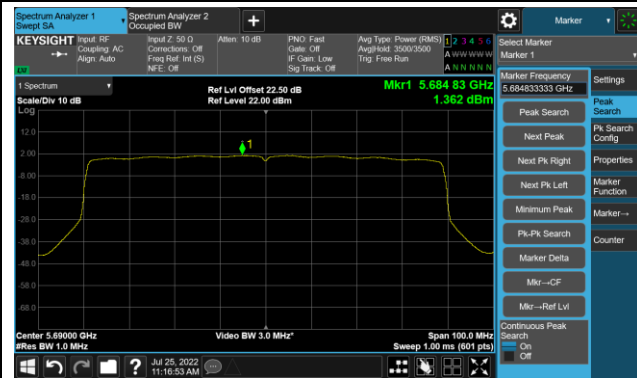 Spectrum Analyzer 1
Swept SA
Spectrum Analyzer 2
Occupied BW
Marker
KEYSIGHT
Input: RF
Coupling: AC
Align: Auto
Input Z: 50 Ω
Corrections: Off
Freq Ref: Int (S)
NFE: Off
Atten: 10 dB
PNO: Fast
Gate: Off
IF Gain: Low
Sig Track: Off
Avg Type: Power (RMS)
Avg|Hold: 3500/3500
Trig: Free Run
1 2 3 4 5 6
A W W W W W
A N N N N N
Select Marker
Marker 1
1 Spectrum
Scale/Div 10 dB
Log
Ref Lvl Offset 22.50 dB
Ref Level 22.00 dBm
Mkr1 5.684 83 GHz
1.362 dBm
12.0
2.00
-8.00
-18.0
-28.0
-38.0
-48.0
-58.0
-68.0
1
Center 5.69000 GHz
#Res BW 1.0 MHz
Video BW 3.0 MHz*
Span 100.0 MHz
Sweep 1.00 ms (601 pts)
Marker Frequency
5.684833333 GHz
Peak Search
Next Peak
Next Pk Right
Next Pk Left
Minimum Peak
Pk-Pk Search
Marker Delta
Mkr→CF
Mkr→Ref Lvl
Continuous Peak
Search
On
Off
Settings
Peak
Search
Pk Search
Config
Properties
Marker
Function
Marker→
Counter
Jul 25, 2022
11:16:53 AM